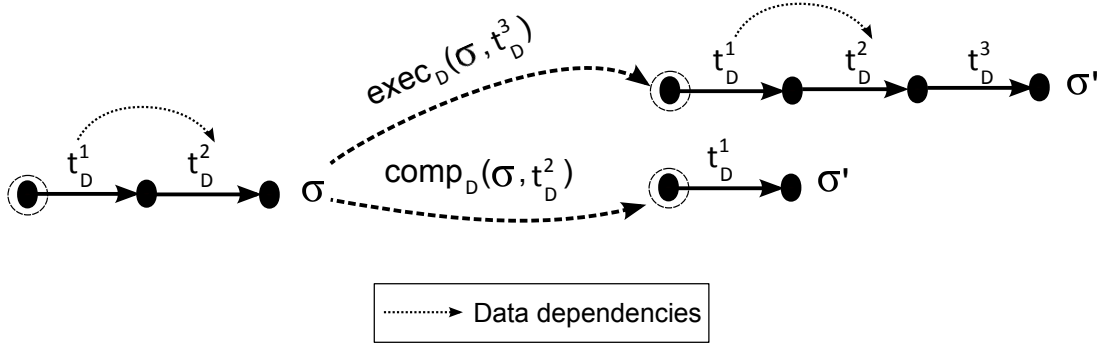 t_D^1 t_D^2 σ
exec_D(σ, t_D^3)
t_D^1 t_D^2 t_D^3 σ'
comp_D(σ, t_D^2)
t_D^1 σ'
Data dependencies